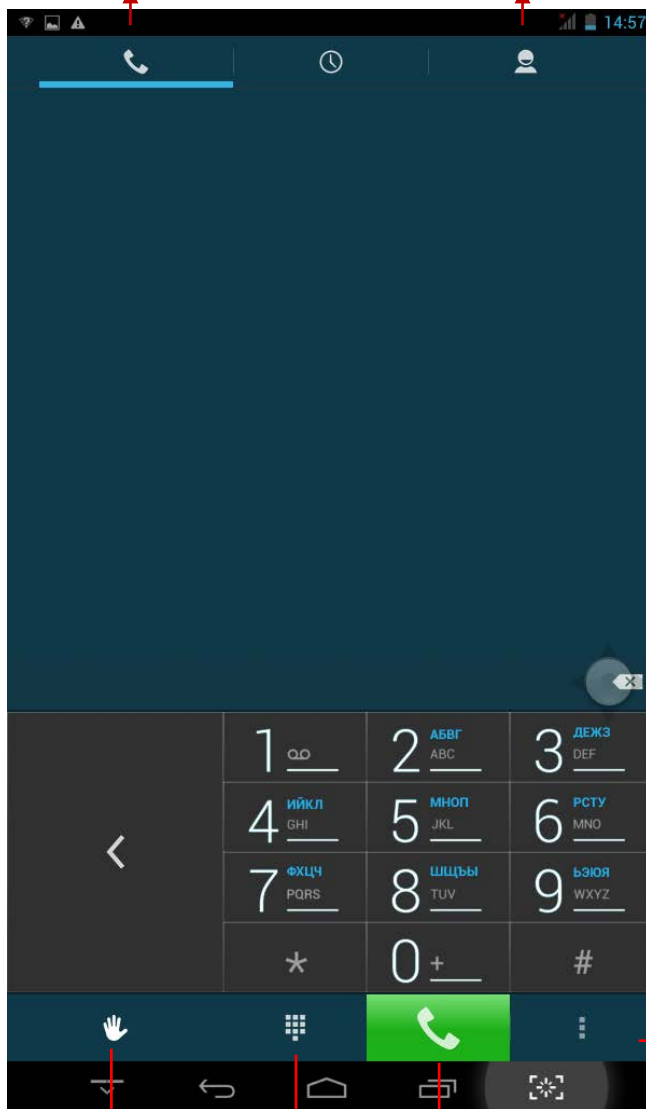 14:57
1 2 АБВГ ABC 3 ДЕЖЗ DEF
4 ИЙКЛ GHI 5 МНОП JKL 6 РСТУ MNO
7 ФХЦЧ PQRS 8 ШЩЪЫ TUV 9 ЬЭЮЯ WXYZ
* 0 + #